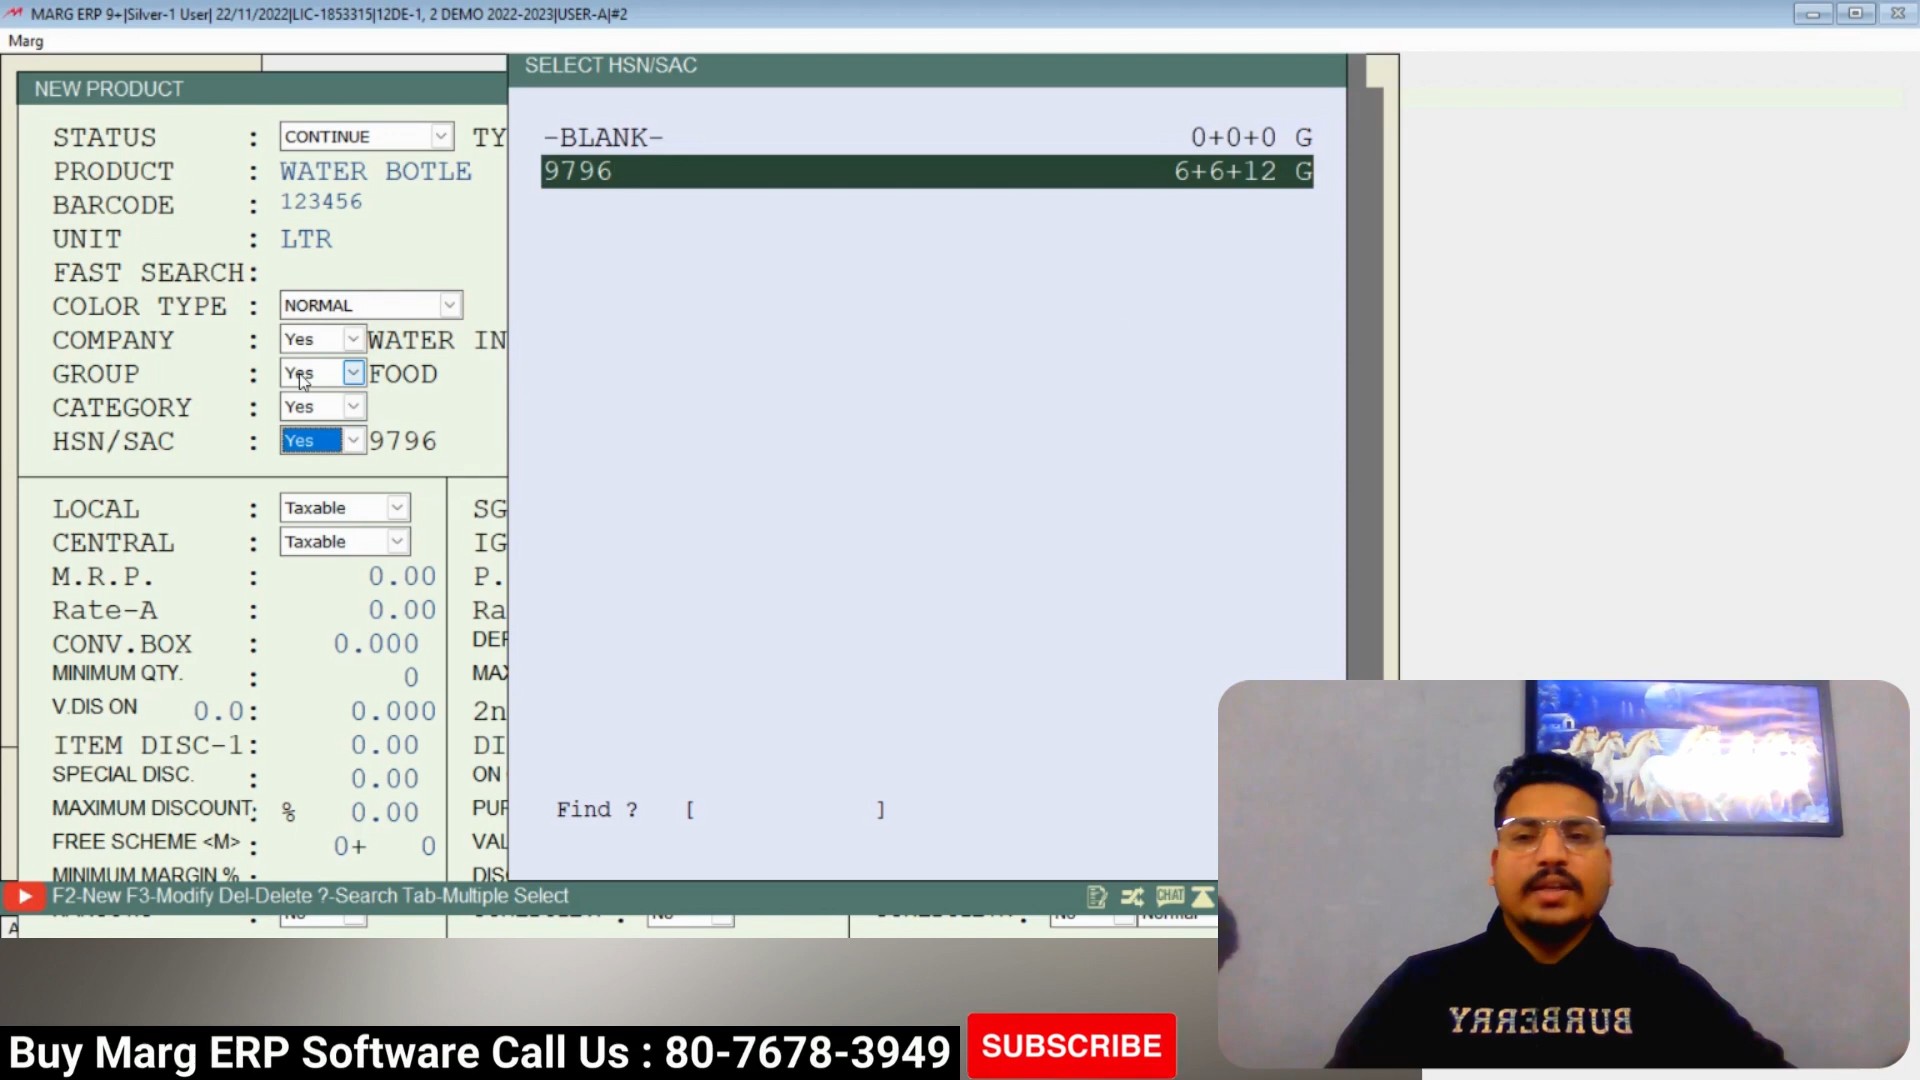 MARG ERP 9+|Silver-1 User| 22/11/2022|LIC-1853315|12DE-1, 2 DEMO 2022-2023|USER-A|#2
Marg
NEW PRODUCT
STATUS : CONTINUE TY
PRODUCT : WATER BOTLE
BARCODE : 123456
UNIT : LTR
FAST SEARCH:
COLOR TYPE : NORMAL
COMPANY : Yes WATER IN
GROUP : Yes FOOD
CATEGORY : Yes
HSN/SAC : Yes 9796
SELECT HSN/SAC
-BLANK- 0+0+0 G
9796 6+6+12 G
Find ? [ ]
LOCAL : Taxable SG
CENTRAL : Taxable IG
M.R.P. : 0.00 P.
Rate-A : 0.00 Ra
CONV.BOX : 0.000 DEF
MINIMUM QTY. : 0 MAX
V.DIS ON 0.0: 0.000 2n
ITEM DISC-1: 0.00 DI
SPECIAL DISC. : 0.00 ON
MAXIMUM DISCOUNT: % 0.00 PUR
FREE SCHEME <M> : 0+ 0 VAL
MINIMUM MARGIN % . DIS
F2-New F3-Modify Del-Delete ?-Search Tab-Multiple Select
CHAT
BURBERRY
Buy Marg ERP Software Call Us : 80-7678-3949
SUBSCRIBE